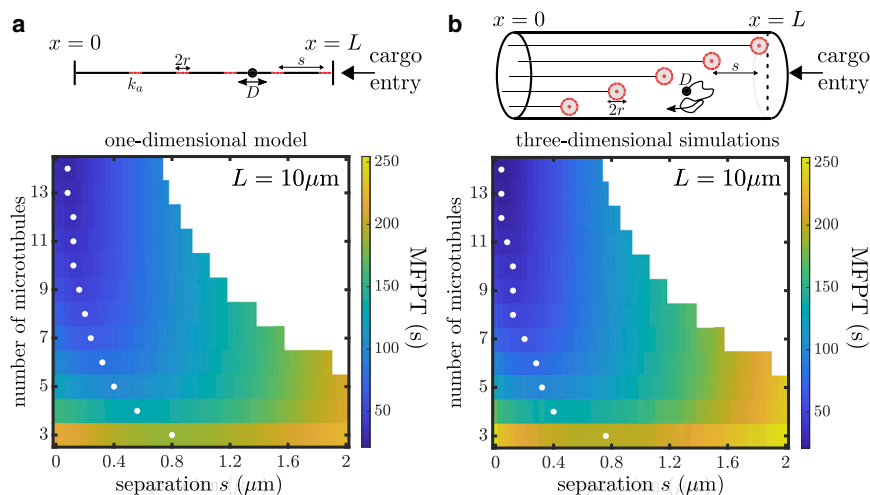 a
x = 0
x = L
2r
s
k_a
D
cargo
entry
one-dimensional model
L = 10μm
number of microtubules
13
11
9
7
5
3
0
0.4
0.8
1.2
1.6
2
separation s (μm)
250
200
150
100
50
MFPT (s)
b
x = 0
x = L
s
D
2r
cargo
entry
three-dimensional simulations
L = 10μm
number of microtubules
13
11
9
7
5
3
0
0.4
0.8
1.2
1.6
2
separation s (μm)
250
200
150
100
50
MFPT (s)